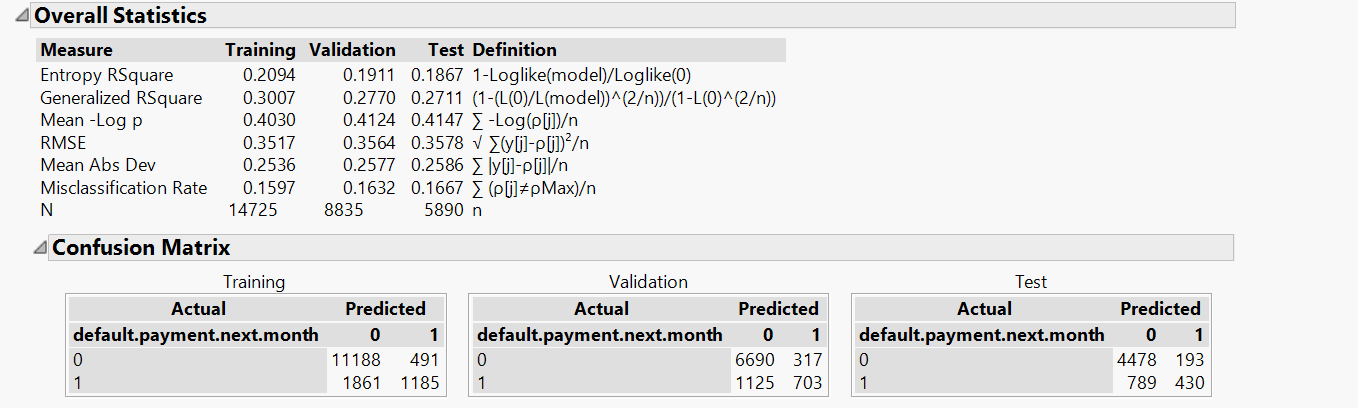 Overall Statistics
Measure Training Validation Test Definition
Entropy RSquare 0.2094 0.1911 0.1867 1-Loglike(model)/Loglike(0)
Generalized RSquare 0.3007 0.2770 0.2711 (1-(L(0)/L(model))^(2/n))/(1-L(0)^(2/n))
Mean -Log p 0.4030 0.4124 0.4147 ∑ -Log(ρ[j])/n
RMSE 0.3517 0.3564 0.3578 √ ∑(y[j]-ρ[j])²/n
Mean Abs Dev 0.2536 0.2577 0.2586 ∑ |y[j]-ρ[j]|/n
Misclassification Rate 0.1597 0.1632 0.1667 ∑ (ρ[j]≠ρMax)/n
N 14725 8835 5890 n
Confusion Matrix
Training Validation Test
Actual Predicted Actual Predicted Actual Predicted
default.payment.next.month 0 1 default.payment.next.month 0 1 default.payment.next.month 0 1
0 11188 491 0 6690 317 0 4478 193
1 1861 1185 1 1125 703 1 789 430